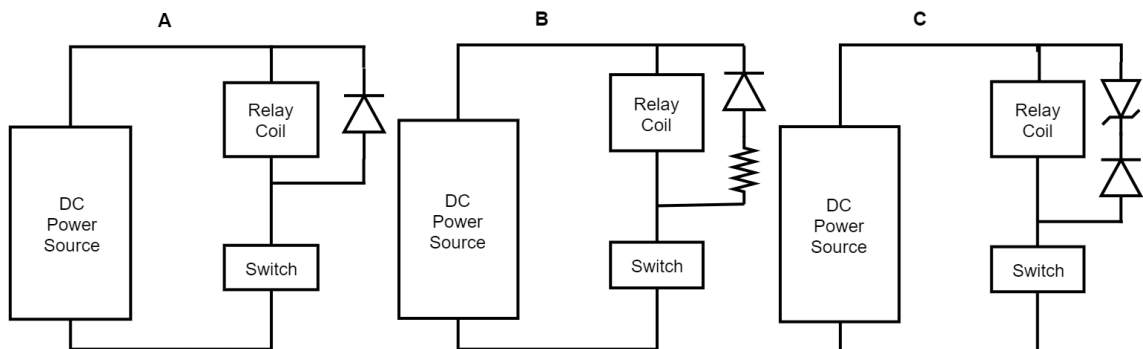 A
DC
Power
Source
Relay
Coil
Switch
B
DC
Power
Source
Relay
Coil
Switch
C
DC
Power
Source
Relay
Coil
Switch